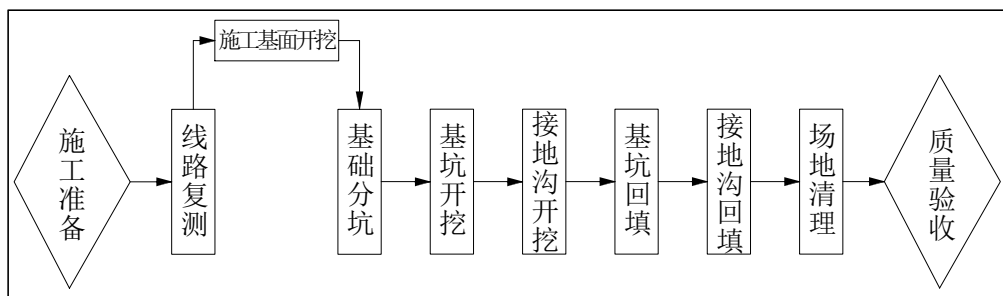 施工准备
线路复测
施工基面开挖
基础分坑
基坑开挖
接地沟开挖
基坑回填
接地沟回填
场地清理
质量验收